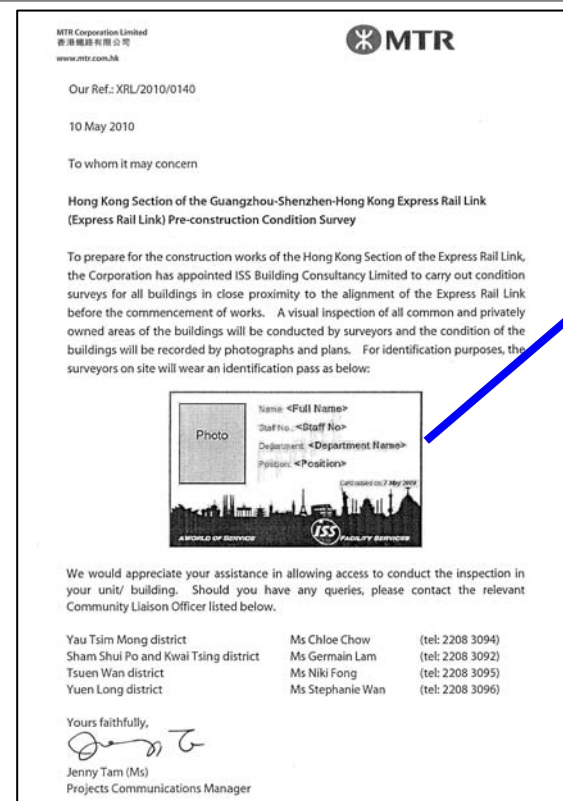 MTR Corporation Limited
香港鐵路有限公司
www.mtr.com.hk
MTR
Our Ref.: XRL/2010/0140
10 May 2010
To whom it may concern
Hong Kong Section of the Guangzhou-Shenzhen-Hong Kong Express Rail Link
(Express Rail Link) Pre-construction Condition Survey
To prepare for the construction works of the Hong Kong Section of the Express Rail Link,
the Corporation has appointed ISS Building Consultancy Limited to carry out condition
surveys for all buildings in close proximity to the alignment of the Express Rail Link
before the commencement of works. A visual inspection of all common and privately
owned areas of the buildings will be conducted by surveyors and the condition of the
buildings will be recorded by photographs and plans. For identification purposes, the
surveyors on site will wear an identification pass as below:
Photo
Name: <Full Name>
Staff No.: <Staff No>
Department: <Department Name>
Position: <Position>
Card issued on: 7 May 2009
A WORLD OF SERVICE
ISS
FACILITY SERVICES
We would appreciate your assistance in allowing access to conduct the inspection in
your unit/ building. Should you have any queries, please contact the relevant
Community Liaison Officer listed below.
Yau Tsim Mong district Ms Chloe Chow (tel: 2208 3094)
Sham Shui Po and Kwai Tsing district Ms Germain Lam (tel: 2208 3092)
Tsuen Wan district Ms Niki Fong (tel: 2208 3095)
Yuen Long district Ms Stephanie Wan (tel: 2208 3096)
Yours faithfully,
Jenny Tam (Ms)
Projects Communications Manager